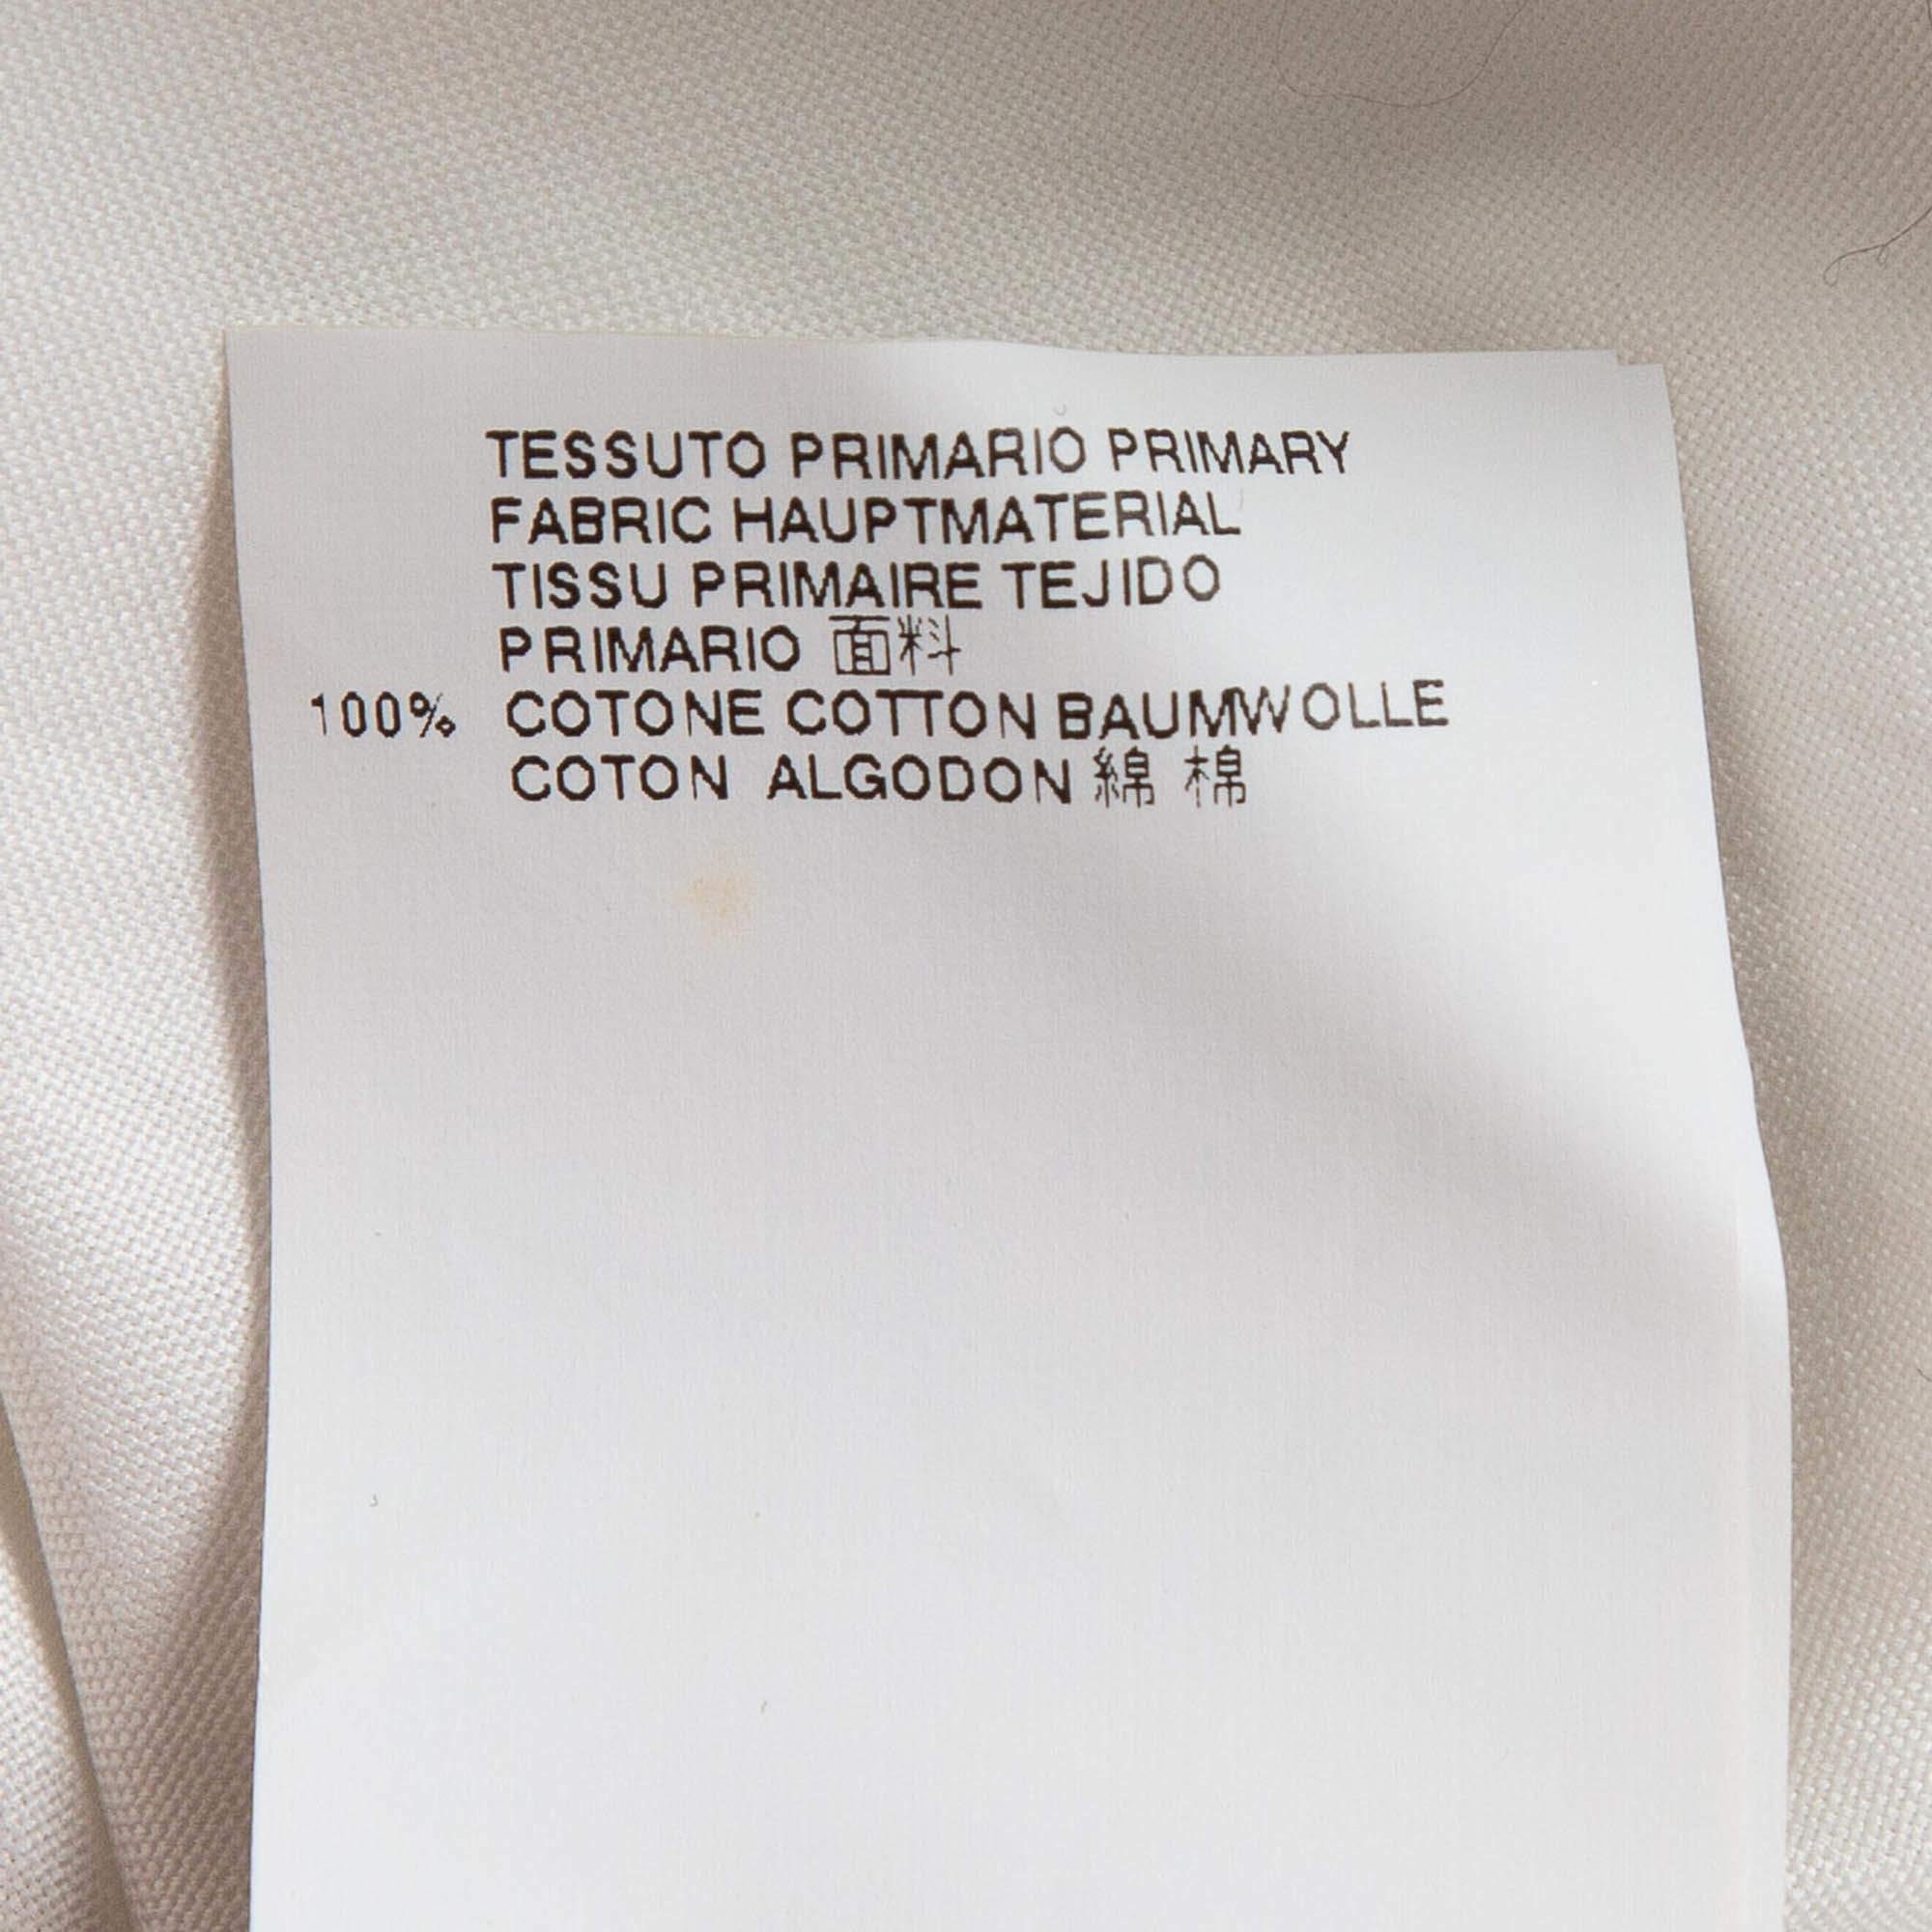 TESSUTO PRIMARIO PRIMARY
FABRIC HAUPTMATERIAL
TISSU PRIMAIRE TEJIDO
PRIMARIO 面料
100% COTONE COTTON BAUMWOLLE
COTON ALGODON 綿 棉